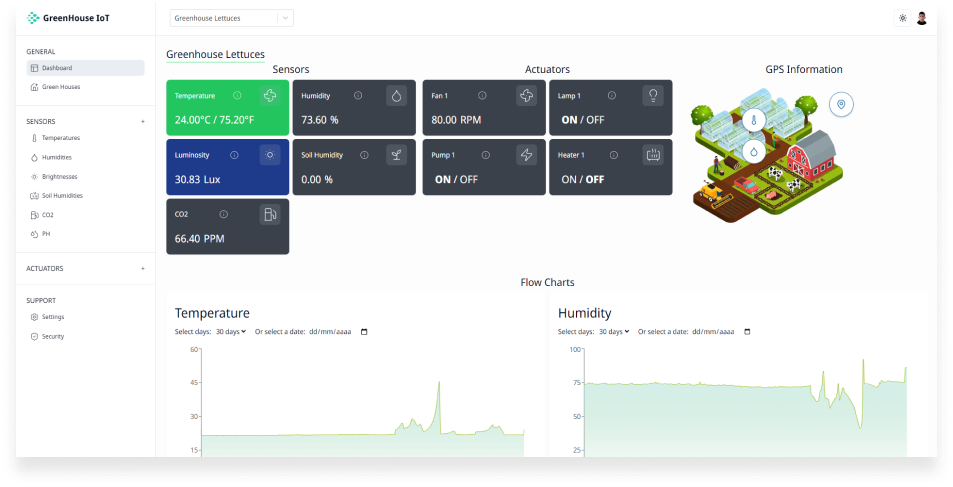 GreenHouse IoT
Greenhouse Lettuces
GENERAL
Dashboard
Green Houses
SENSORS +
Temperatures
Humidities
Brightnesses
Soil Humidities
CO2
PH
ACTUATORS +
SUPPORT
Settings
Security
Greenhouse Lettuces
Sensors
Temperature
24.00°C / 75.20°F
Humidity
73.60 %
Luminosity
30.83 Lux
Soil Humidity
0.00 %
CO2
66.40 PPM
Actuators
Fan 1
80.00 RPM
Lamp 1
ON / OFF
Pump 1
ON / OFF
Heater 1
ON / OFF
GPS Information
Flow Charts
Temperature
Select days: 30 days Or select a date: dd/mm/aaaa
60
45
30
15
Humidity
Select days: 30 days Or select a date: dd/mm/aaaa
100
75
50
25